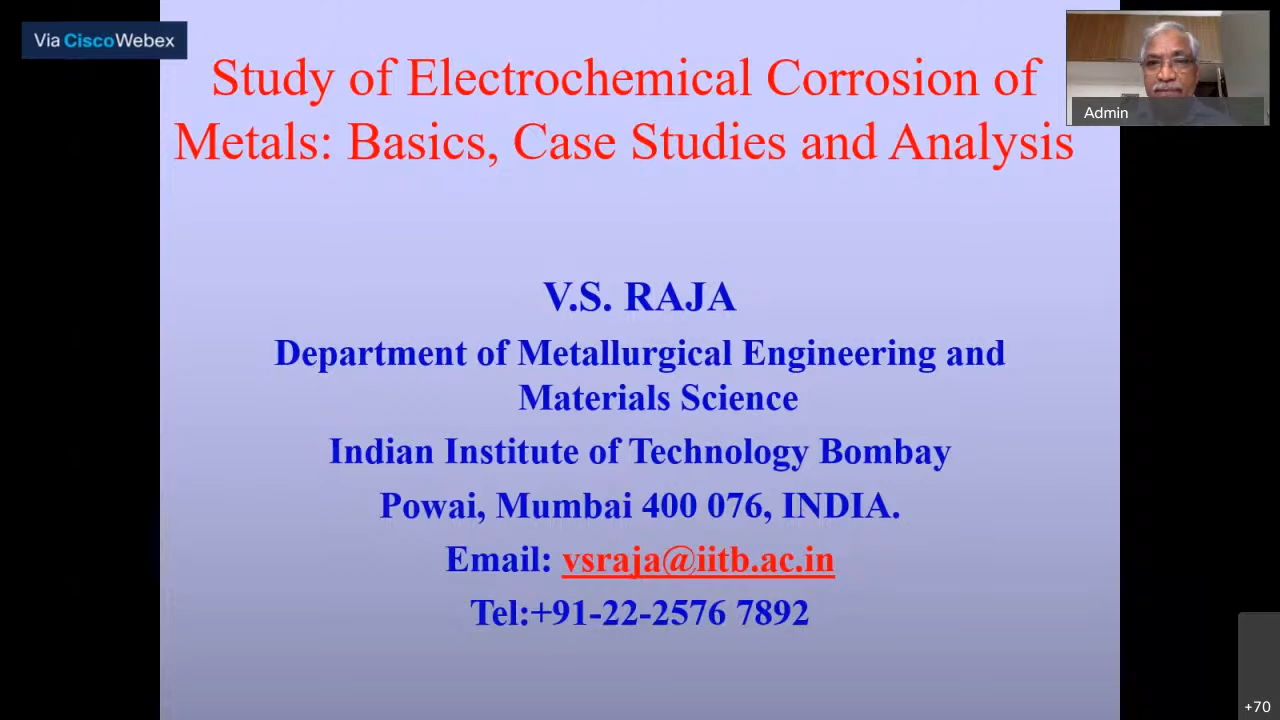 Via CiscoWebex
Study of Electrochemical Corrosion of
Metals: Basics, Case Studies and Analysis
Admin
V.S. RAJA
Department of Metallurgical Engineering and
Materials Science
Indian Institute of Technology Bombay
Powai, Mumbai 400 076, INDIA.
Email: vsraja@iitb.ac.in
Tel:+91-22-2576 7892
+70